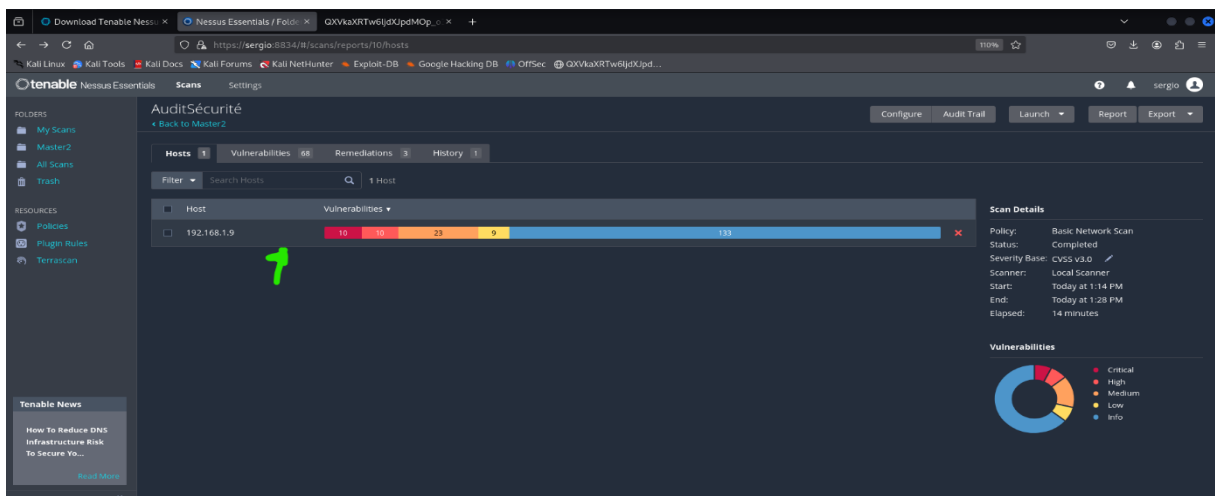 Download Tenable Nessu ×
Nessus Essentials / Folde ×
QXVkaXRTw6ljdXJpdMOp_o × +
https://sergio:8834/#/scans/reports/10/hosts
110%
Kali Linux Kali Tools Kali Docs Kali Forums Kali NetHunter Exploit-DB Google Hacking DB OffSec QXVkaXRTw6ljdXJpd...
tenable Nessus Essentials Scans Settings sergio
FOLDERS
My Scans
Master2
All Scans
Trash
RESOURCES
Policies
Plugin Rules
Terrascan
Tenable News
How To Reduce DNS
Infrastructure Risk
To Secure Yo...
Read More
AuditSécurité
Back to Master2
Configure Audit Trail Launch Report Export
Hosts 1 Vulnerabilities 68 Remediations 3 History 1
Filter Search Hosts 1 Host
Host Vulnerabilities
192.168.1.9 10 10 23 9 133
Scan Details
Policy: Basic Network Scan
Status: Completed
Severity Base: CVSS v3.0
Scanner: Local Scanner
Start: Today at 1:14 PM
End: Today at 1:28 PM
Elapsed: 14 minutes
Vulnerabilities
Critical
High
Medium
Low
Info